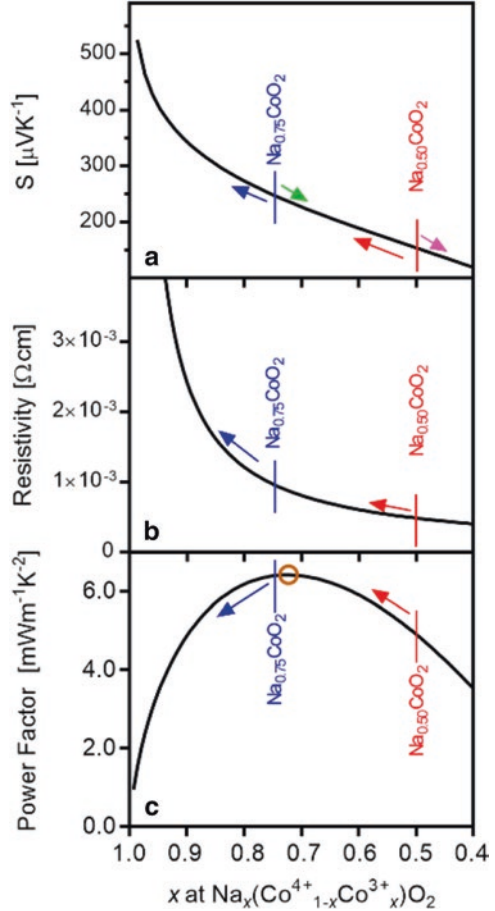 S [µVK⁻¹]
500
400
300
200
Na₀.₇₅CoO₂
Na₀.₅₀CoO₂
a
Resistivity [Ωcm]
3×10⁻³
2×10⁻³
1×10⁻³
0
Na₀.₇₅CoO₂
Na₀.₅₀CoO₂
b
Power Factor [mWm⁻¹K⁻²]
6.0
4.0
2.0
0.0
Na₀.₇₅CoO₂
Na₀.₅₀CoO₂
c
1.0 0.9 0.8 0.7 0.6 0.5 0.4
x at Naₓ(Co⁴⁺₁₋ₓCo³⁺ₓ)O₂